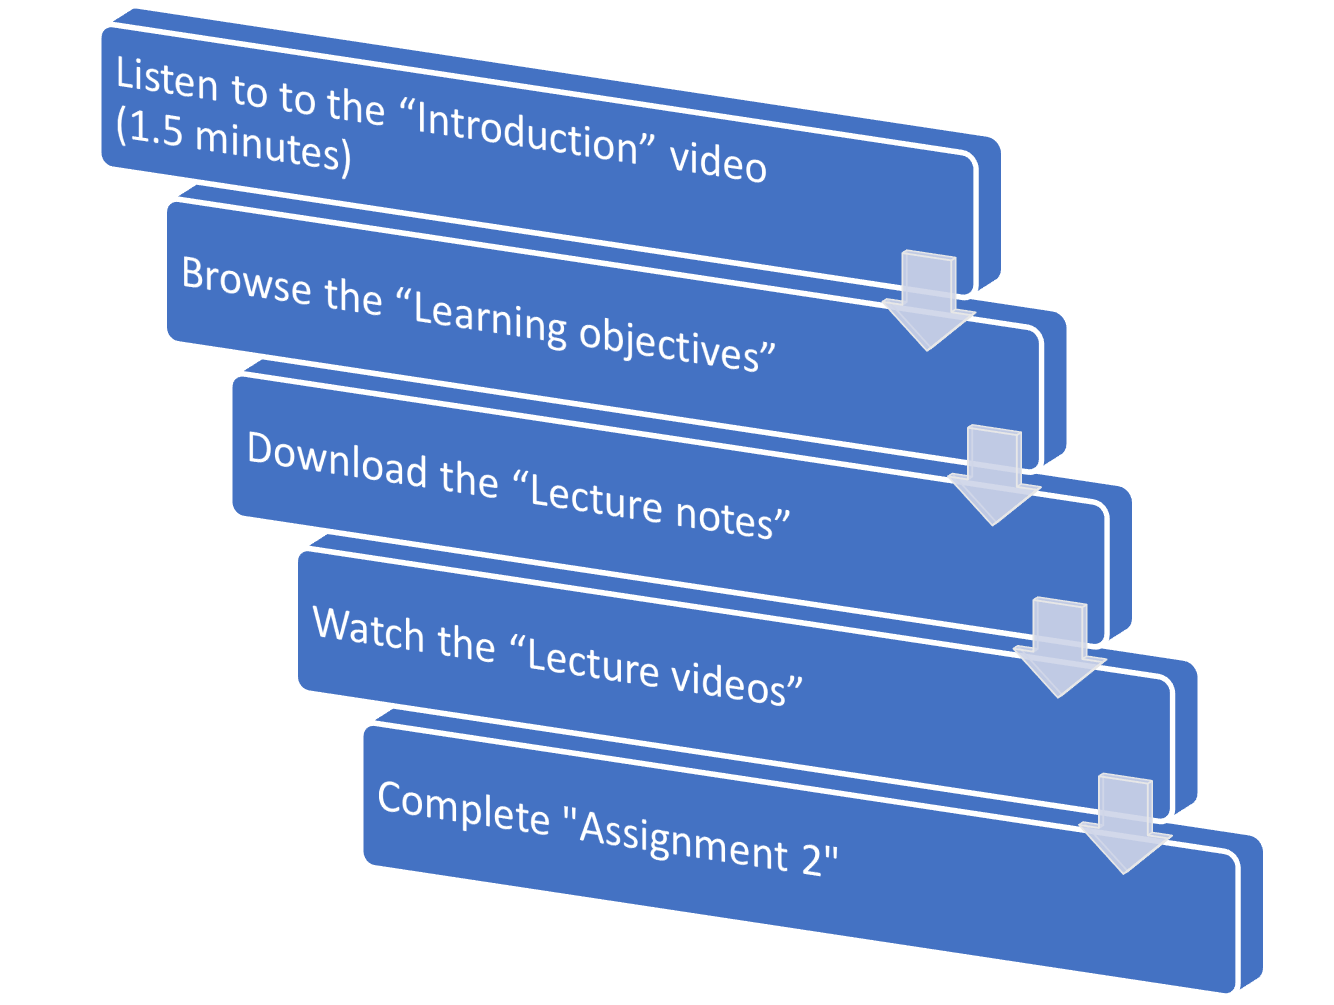 Listen to to the “Introduction” video
(1.5 minutes)
Browse the “Learning objectives”
Download the “Lecture notes”
Watch the “Lecture videos”
Complete "Assignment 2"